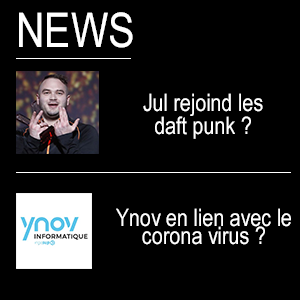 NEWS
Jul rejoind les
daft punk ?
ynov
INFORMATIQUE
Ynov en lien avec le
corona virus ?